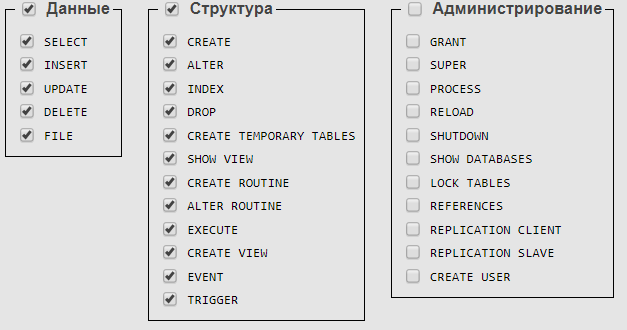 Данные
SELECT
INSERT
UPDATE
DELETE
FILE
Структура
CREATE
ALTER
INDEX
DROP
CREATE TEMPORARY TABLES
SHOW VIEW
CREATE ROUTINE
ALTER ROUTINE
EXECUTE
CREATE VIEW
EVENT
TRIGGER
Администрирование
GRANT
SUPER
PROCESS
RELOAD
SHUTDOWN
SHOW DATABASES
LOCK TABLES
REFERENCES
REPLICATION CLIENT
REPLICATION SLAVE
CREATE USER